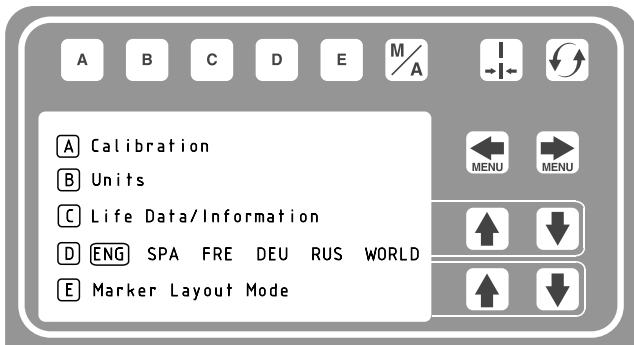 A B C D E M/A
MENU MENU
A Calibration
B Units
C Life Data/Information
D ENG SPA FRE DEU RUS WORLD
E Marker Layout Mode